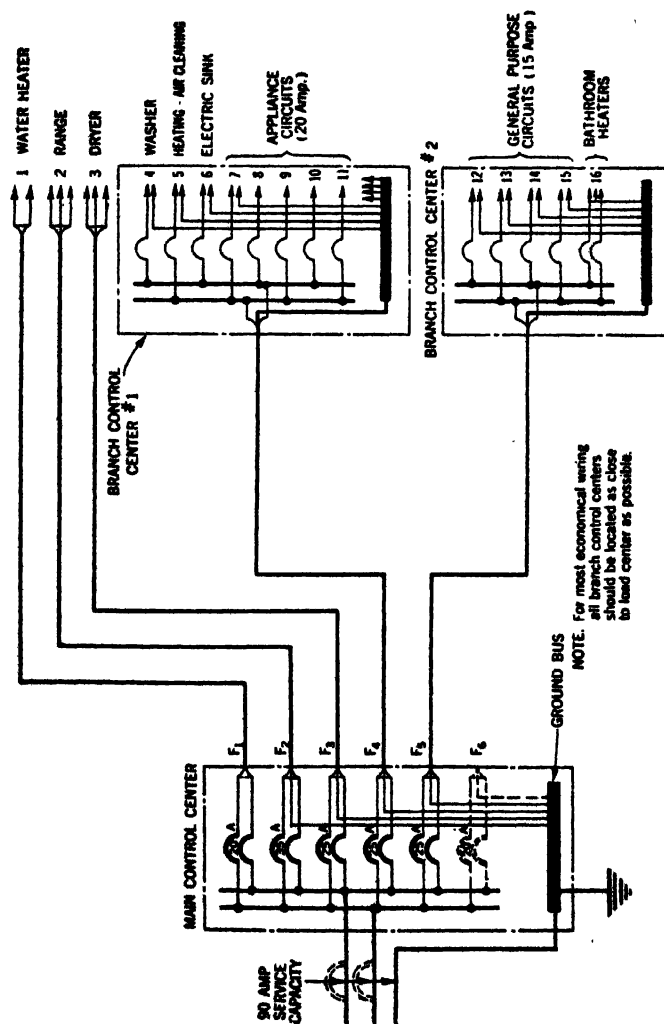 1 WATER HEATER
2 RANGE
3 DRYER
BRANCH CONTROL
CENTER #1
4 WASHER
5 HEATING - AIR CLEANING
6 ELECTRIC SINK
7
8
9
10
11
APPLIANCE
CIRCUITS
(20 Amp.)
BRANCH CONTROL CENTER #2
12
13
14
15
GENERAL PURPOSE
CIRCUITS (15 Amp)
16
BATHROOM
HEATERS
MAIN CONTROL CENTER
F1
F2
F3
F4
F5
F6
90 AMP
SERVICE
CAPACITY
GROUND BUS
NOTE. For most economical wiring
all branch control centers
should be located as close
to load center as possible.